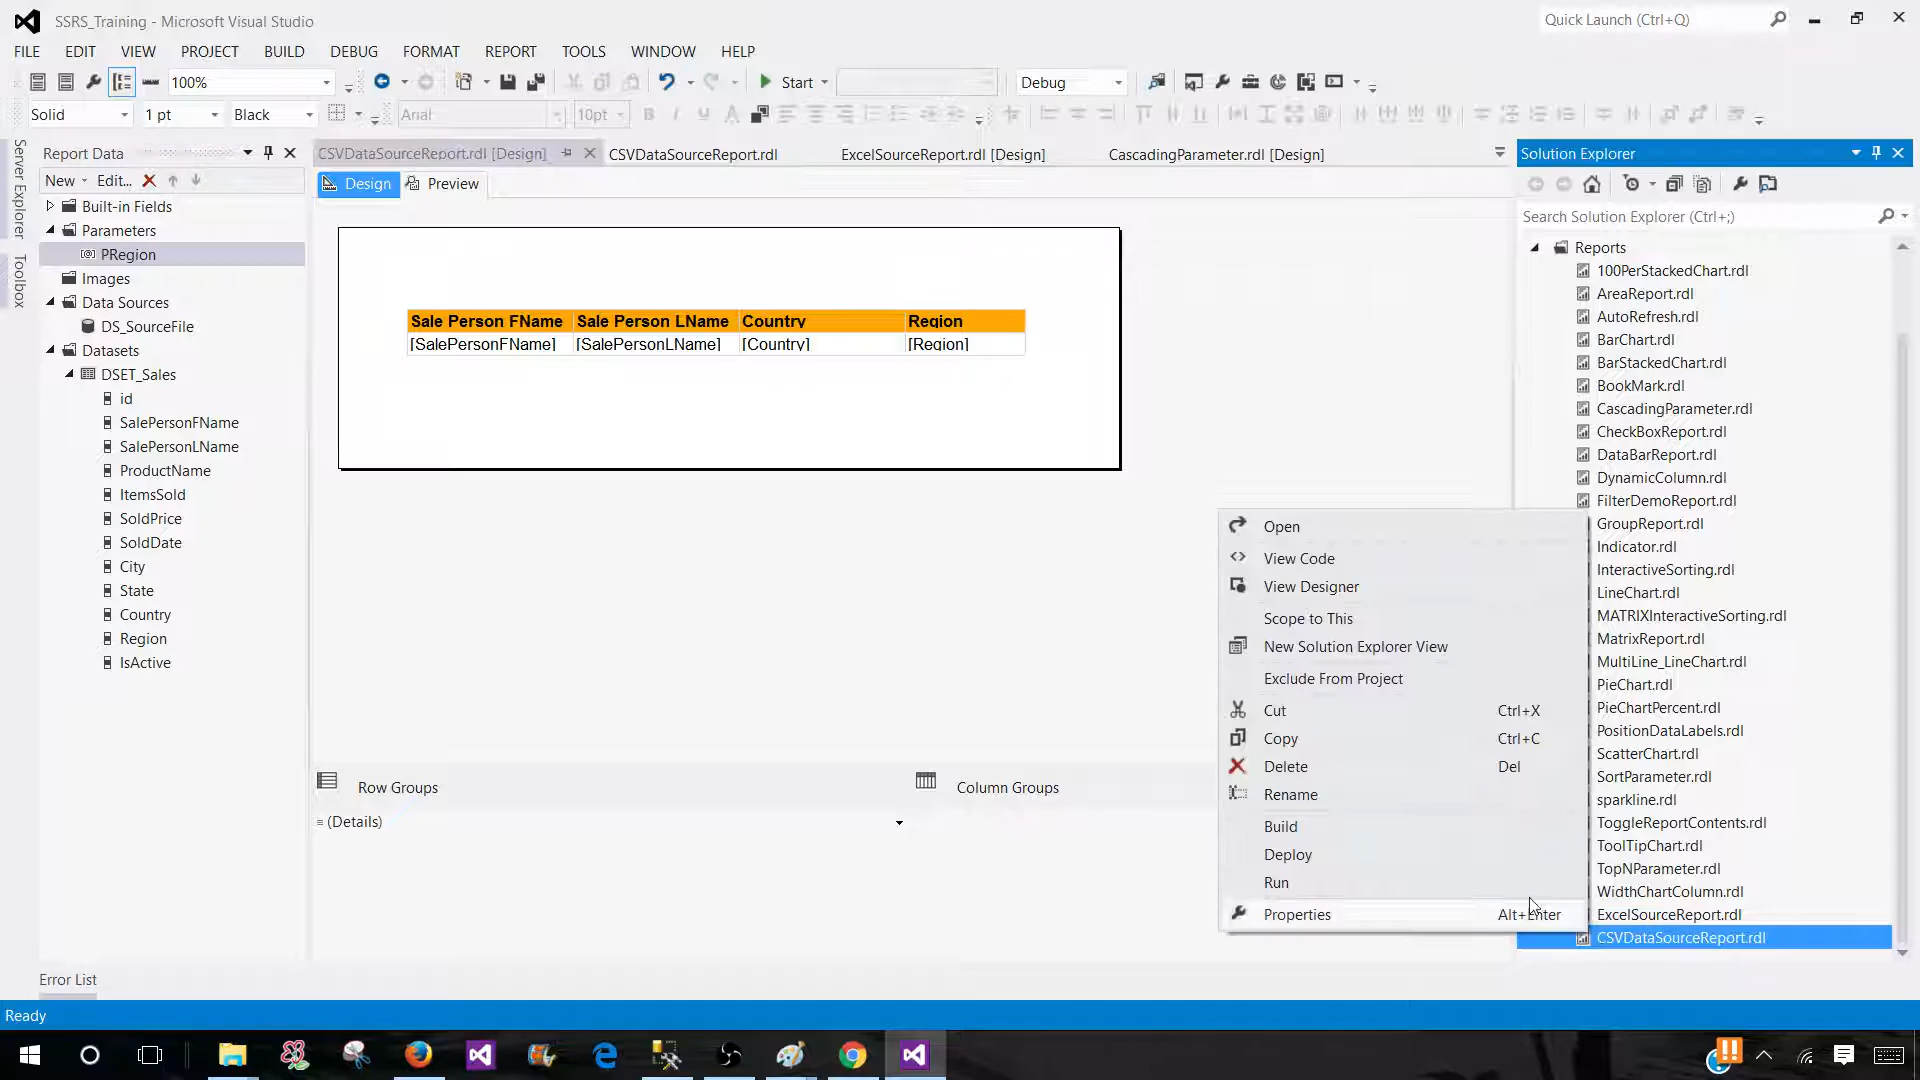 SSRS_Training - Microsoft Visual Studio
Quick Launch (Ctrl+Q)
FILE EDIT VIEW PROJECT BUILD DEBUG FORMAT REPORT TOOLS WINDOW HELP
100% Start Debug
Solid 1 pt Black Arial 10pt
Server Explorer
Toolbox
Report Data
New Edit...
Built-in Fields
Parameters
PRegion
Images
Data Sources
DS_SourceFile
Datasets
DSET_Sales
id
SalePersonFName
SalePersonLName
ProductName
ItemsSold
SoldPrice
SoldDate
City
State
Country
Region
IsActive
CSVDataSourceReport.rdl [Design] CSVDataSourceReport.rdl ExcelSourceReport.rdl [Design] CascadingParameter.rdl [Design]
Design Preview
Sale Person FName Sale Person LName Country Region
[SalePersonFName] [SalePersonLName] [Country] [Region]
Row Groups Column Groups
(Details)
Open
View Code
View Designer
Scope to This
New Solution Explorer View
Exclude From Project
Cut Ctrl+X
Copy Ctrl+C
Delete Del
Rename
Build
Deploy
Run
Properties Alt+Enter
Solution Explorer
Search Solution Explorer (Ctrl+;)
Reports
100PerStackedChart.rdl
AreaReport.rdl
AutoRefresh.rdl
BarChart.rdl
BarStackedChart.rdl
BookMark.rdl
CascadingParameter.rdl
CheckBoxReport.rdl
DataBarReport.rdl
DynamicColumn.rdl
FilterDemoReport.rdl
GroupReport.rdl
Indicator.rdl
InteractiveSorting.rdl
LineChart.rdl
MATRIXInteractiveSorting.rdl
MatrixReport.rdl
MultiLine_LineChart.rdl
PieChart.rdl
PieChartPercent.rdl
PositionDataLabels.rdl
ScatterChart.rdl
SortParameter.rdl
sparkline.rdl
ToggleReportContents.rdl
ToolTipChart.rdl
TopNParameter.rdl
WidthChartColumn.rdl
ExcelSourceReport.rdl
CSVDataSourceReport.rdl
Error List
Ready